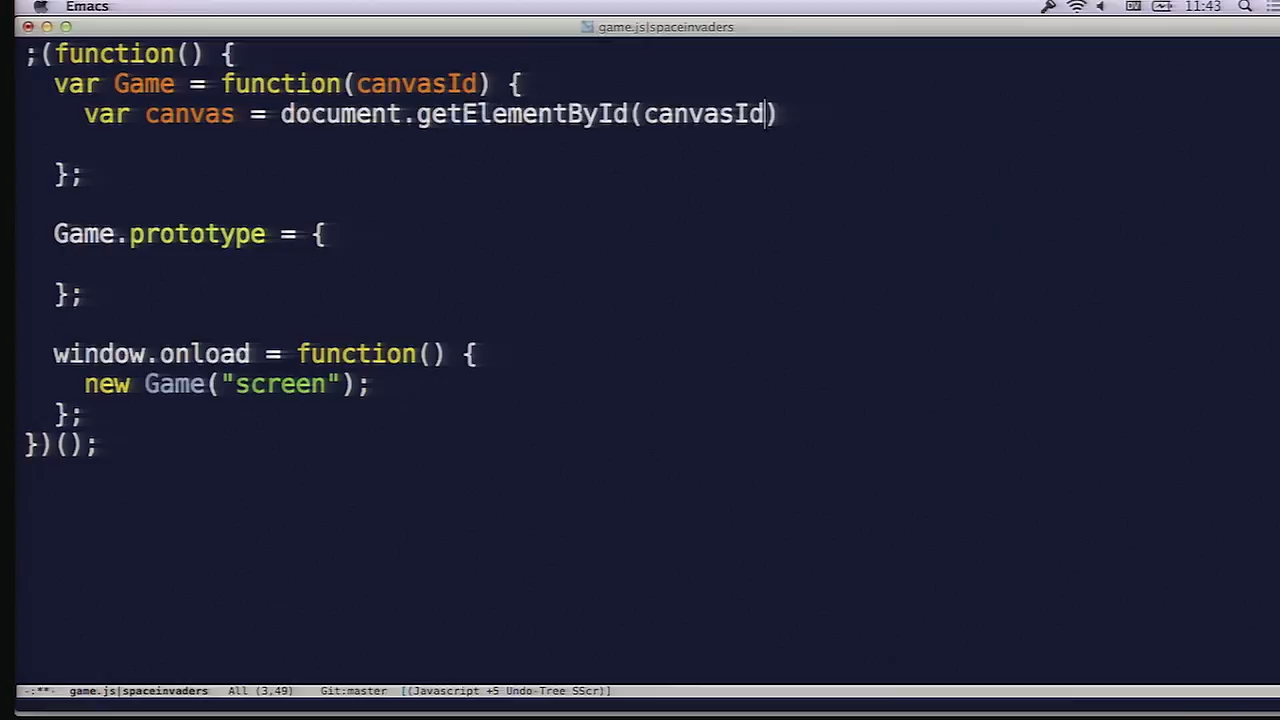 Emacs
11:43
game.js|spaceinvaders
;(function() {
var Game = function(canvasId) {
var canvas = document.getElementById(canvasId)
};
Game.prototype = {
};
window.onload = function() {
new Game("screen");
};
})();
-:**- game.js|spaceinvaders All (3,49) Git:master [(Javascript +5 Undo-Tree SScr)]